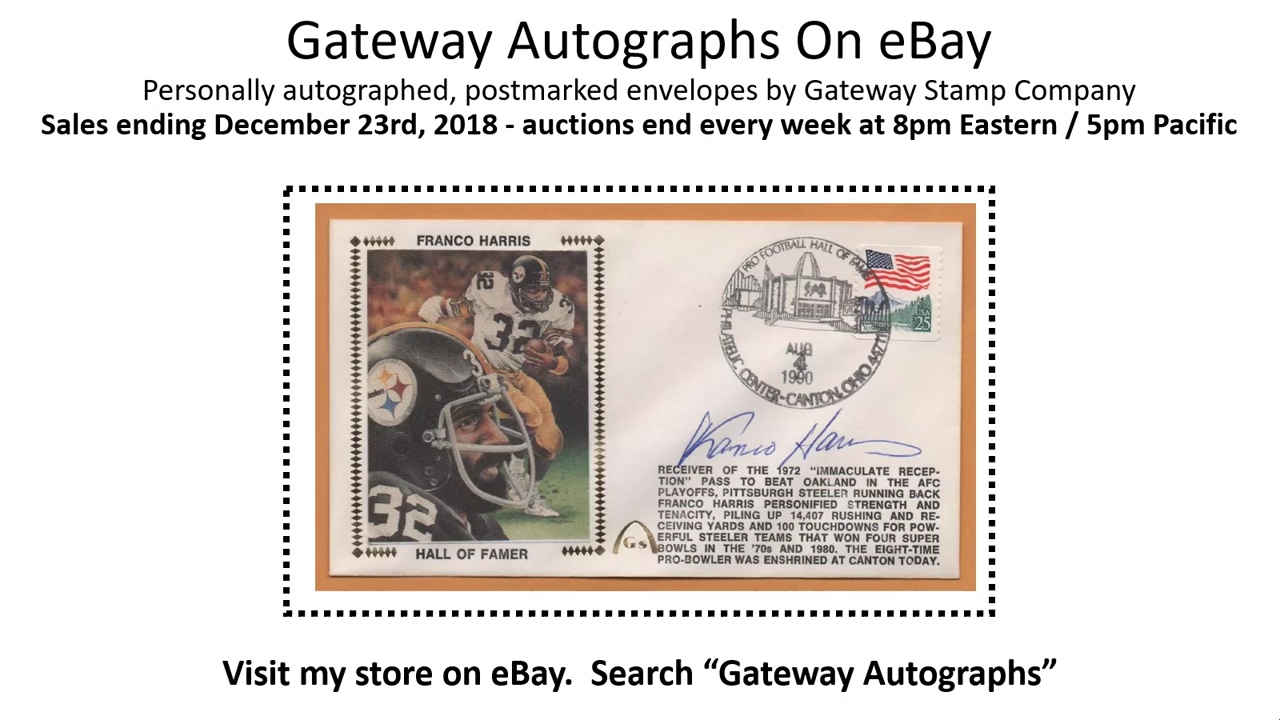 Gateway Autographs On eBay
Personally autographed, postmarked envelopes by Gateway Stamp Company
Sales ending December 23rd, 2018 - auctions end every week at 8pm Eastern / 5pm Pacific
FRANCO HARRIS
32
32
3
32
HALL OF FAMER
PRO FOOTBALL HALL OF FAME
PHILATELIC CENTER-CANTON, OHIO 44711
AUG
4
1990
USA
25
Franco Harris
RECEIVER OF THE 1972 “IMMACULATE RECEP-
TION” PASS TO BEAT OAKLAND IN THE AFC
PLAYOFFS, PITTSBURGH STEELER RUNNING BACK
FRANCO HARRIS PERSONIFIED STRENGTH AND
TENACITY, PILING UP 14,407 RUSHING AND RE-
CEIVING YARDS AND 100 TOUCHDOWNS FOR POW-
ERFUL STEELER TEAMS THAT WON FOUR SUPER
BOWLS IN THE '70s AND 1980. THE EIGHT-TIME
PRO-BOWLER WAS ENSHRINED AT CANTON TODAY.
Gs
Visit my store on eBay.  Search “Gateway Autographs”